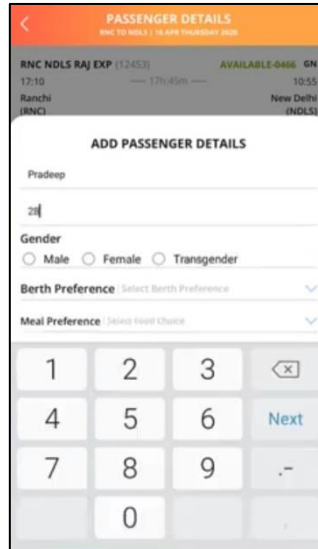 PASSENGER DETAILS
RNC TO NDLS | 16 APR THURSDAY 2020
RNC NDLS RAJ EXP (12453) AVAILABLE-0466 GN
17:10 17h:45m 10:55
Ranchi New Delhi
(RNC) (NDLS)
ADD PASSENGER DETAILS
Pradeep
28
Gender
Male Female Transgender
Berth Preference Select Berth Preference
Meal Preference Select Food Choice
1 2 3
4 5 6 Next
7 8 9 .-
0 ,